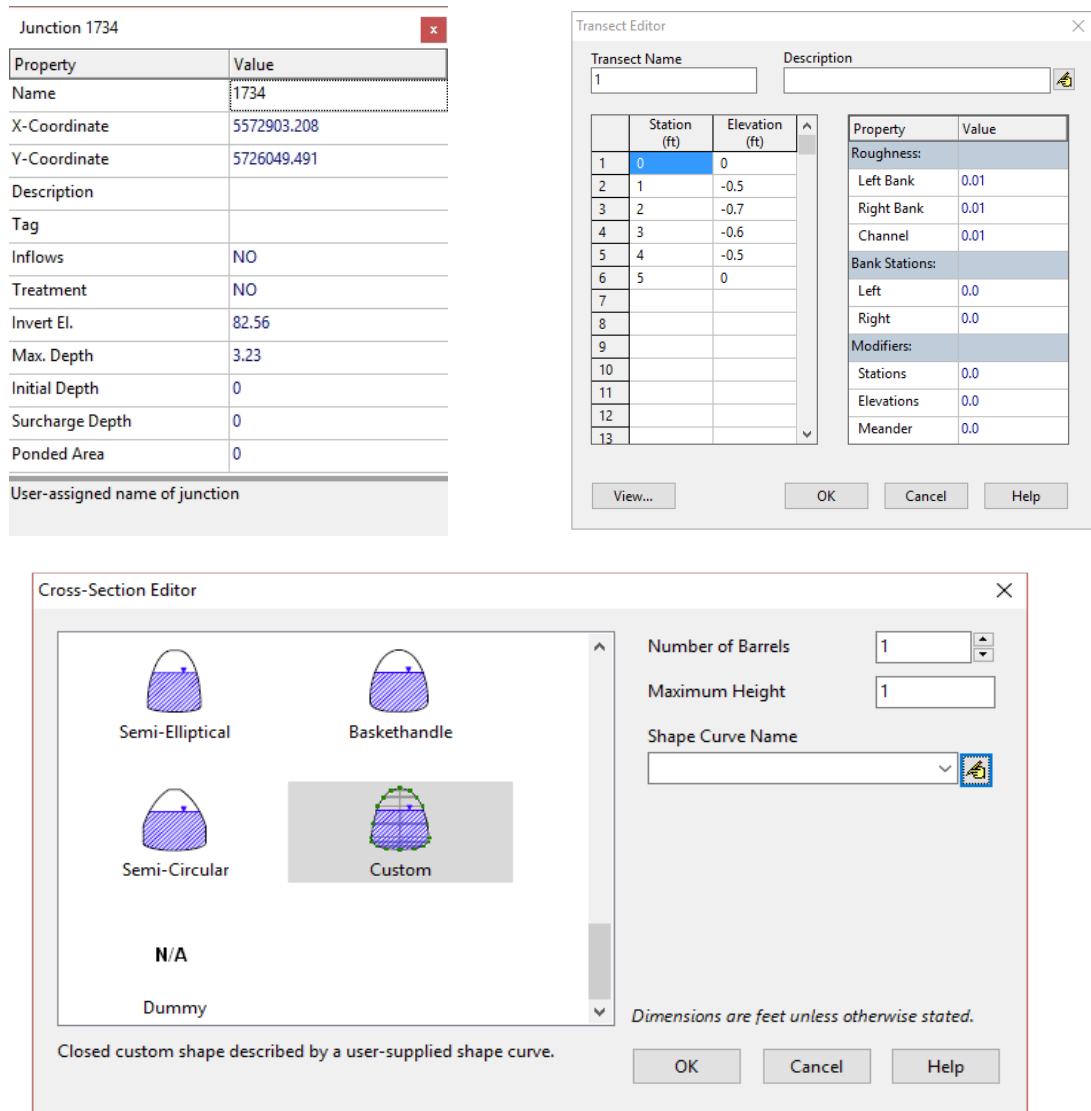 Junction 1734
x
Property Value
Name 1734
X-Coordinate 5572903.208
Y-Coordinate 5726049.491
Description
Tag
Inflows NO
Treatment NO
Invert El. 82.56
Max. Depth 3.23
Initial Depth 0
Surcharge Depth 0
Ponded Area 0
User-assigned name of junction
Transect Editor
Transect Name Description
1
Station (ft) Elevation (ft)
1 0 0
2 1 -0.5
3 2 -0.7
4 3 -0.6
5 4 -0.5
6 5 0
7
8
9
10
11
12
13
Property Value
Roughness:
Left Bank 0.01
Right Bank 0.01
Channel 0.01
Bank Stations:
Left 0.0
Right 0.0
Modifiers:
Stations 0.0
Elevations 0.0
Meander 0.0
View... OK Cancel Help
Cross-Section Editor
Semi-Elliptical Baskethandle
Semi-Circular Custom
N/A
Dummy
Closed custom shape described by a user-supplied shape curve.
Number of Barrels 1
Maximum Height 1
Shape Curve Name
Dimensions are feet unless otherwise stated.
OK Cancel Help